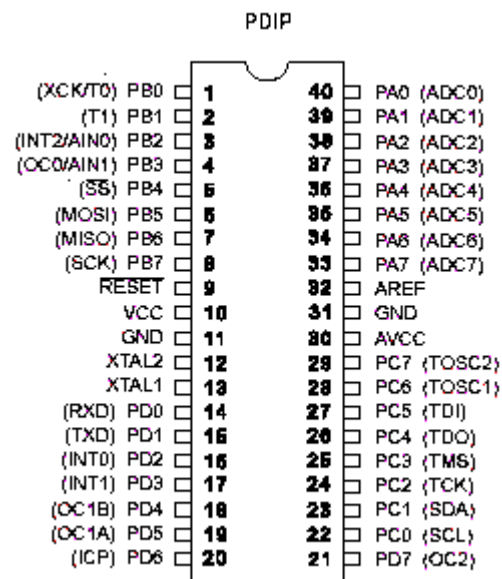 PDIP
(XCK/T0) PB0 1 40 PA0 (ADC0)
(T1) PB1 2 39 PA1 (ADC1)
(INT2/AIN0) PB2 3 38 PA2 (ADC2)
(OC0/AIN1) PB3 4 37 PA3 (ADC3)
(S̅S̅) PB4 5 36 PA4 (ADC4)
(MOSI) PB5 6 35 PA5 (ADC5)
(MISO) PB6 7 34 PA6 (ADC6)
(SCK) PB7 8 33 PA7 (ADC7)
R̅E̅S̅E̅T̅ 9 32 AREF
VCC 10 31 GND
GND 11 30 AVCC
XTAL2 12 29 PC7 (TOSC2)
XTAL1 13 28 PC6 (TOSC1)
(RXD) PD0 14 27 PC5 (TDI)
(TXD) PD1 15 26 PC4 (TDO)
(INT0) PD2 16 25 PC3 (TMS)
(INT1) PD3 17 24 PC2 (TCK)
(OC1B) PD4 18 23 PC1 (SDA)
(OC1A) PD5 19 22 PC0 (SCL)
(ICP) PD6 20 21 PD7 (OC2)